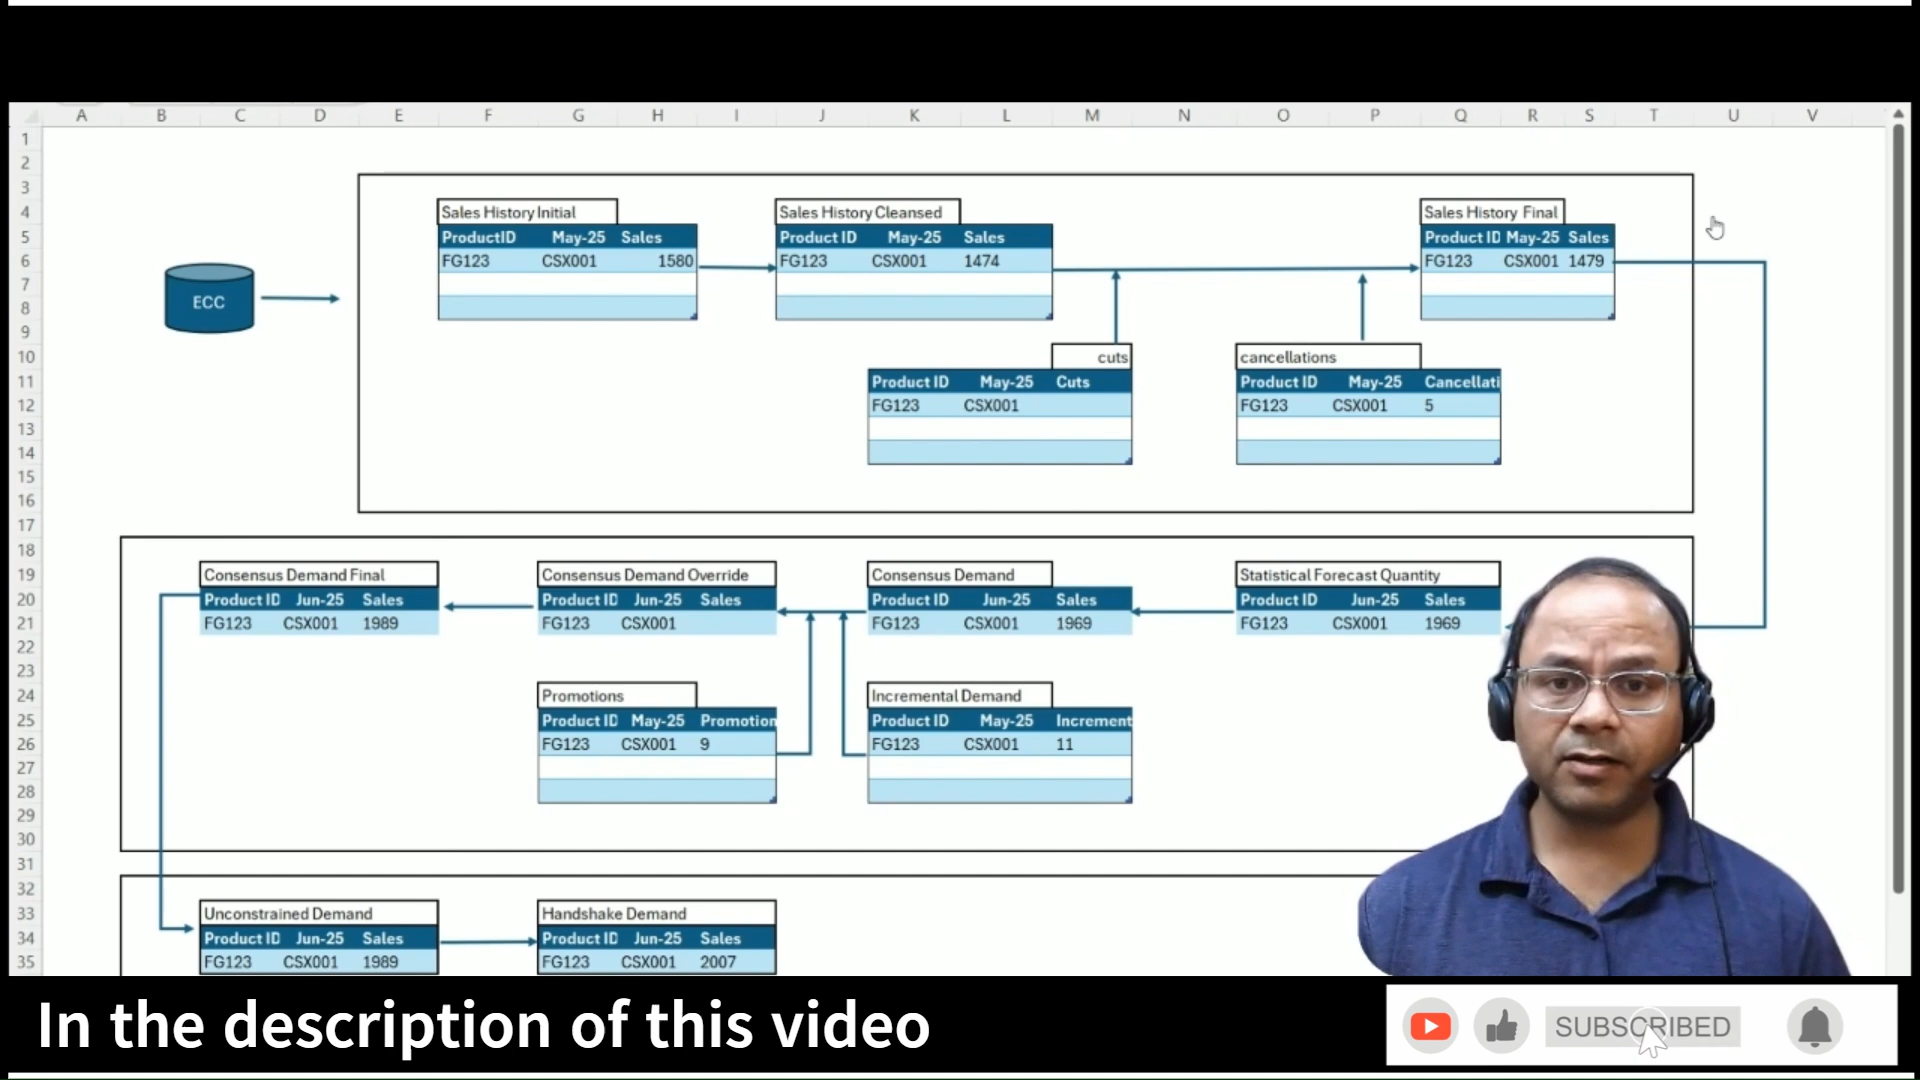 A B C D E F G H I J K L M N O P Q R S T U V
1
2
3
4 Sales History Initial Sales History Cleansed Sales History Final
5 ProductID May-25 Sales Product ID May-25 Sales Product ID May-25 Sales
6 FG123 CSX001 1580 FG123 CSX001 1474 FG123 CSX001 1479
7
8
ECC
9
10 cuts cancellations
11 Product ID May-25 Cuts Product ID May-25 Cancellati
12 FG123 CSX001 FG123 CSX001 5
13
14
15
16
17
18
19 Consensus Demand Final Consensus Demand Override Consensus Demand Statistical Forecast Quantity
20 Product ID Jun-25 Sales Product ID Jun-25 Sales Product ID Jun-25 Sales Product ID Jun-25 Sales
21 FG123 CSX001 1989 FG123 CSX001 FG123 CSX001 1969 FG123 CSX001 1969
22
23
24 Promotions Incremental Demand
25 Product ID May-25 Promotion Product ID May-25 Increment
26 FG123 CSX001 9 FG123 CSX001 11
27
28
29
30
31
32
33 Unconstrained Demand Handshake Demand
34 Product ID Jun-25 Sales Product ID Jun-25 Sales
35 FG123 CSX001 1989 FG123 CSX001 2007
In the description of this video
SUBSCRIBED